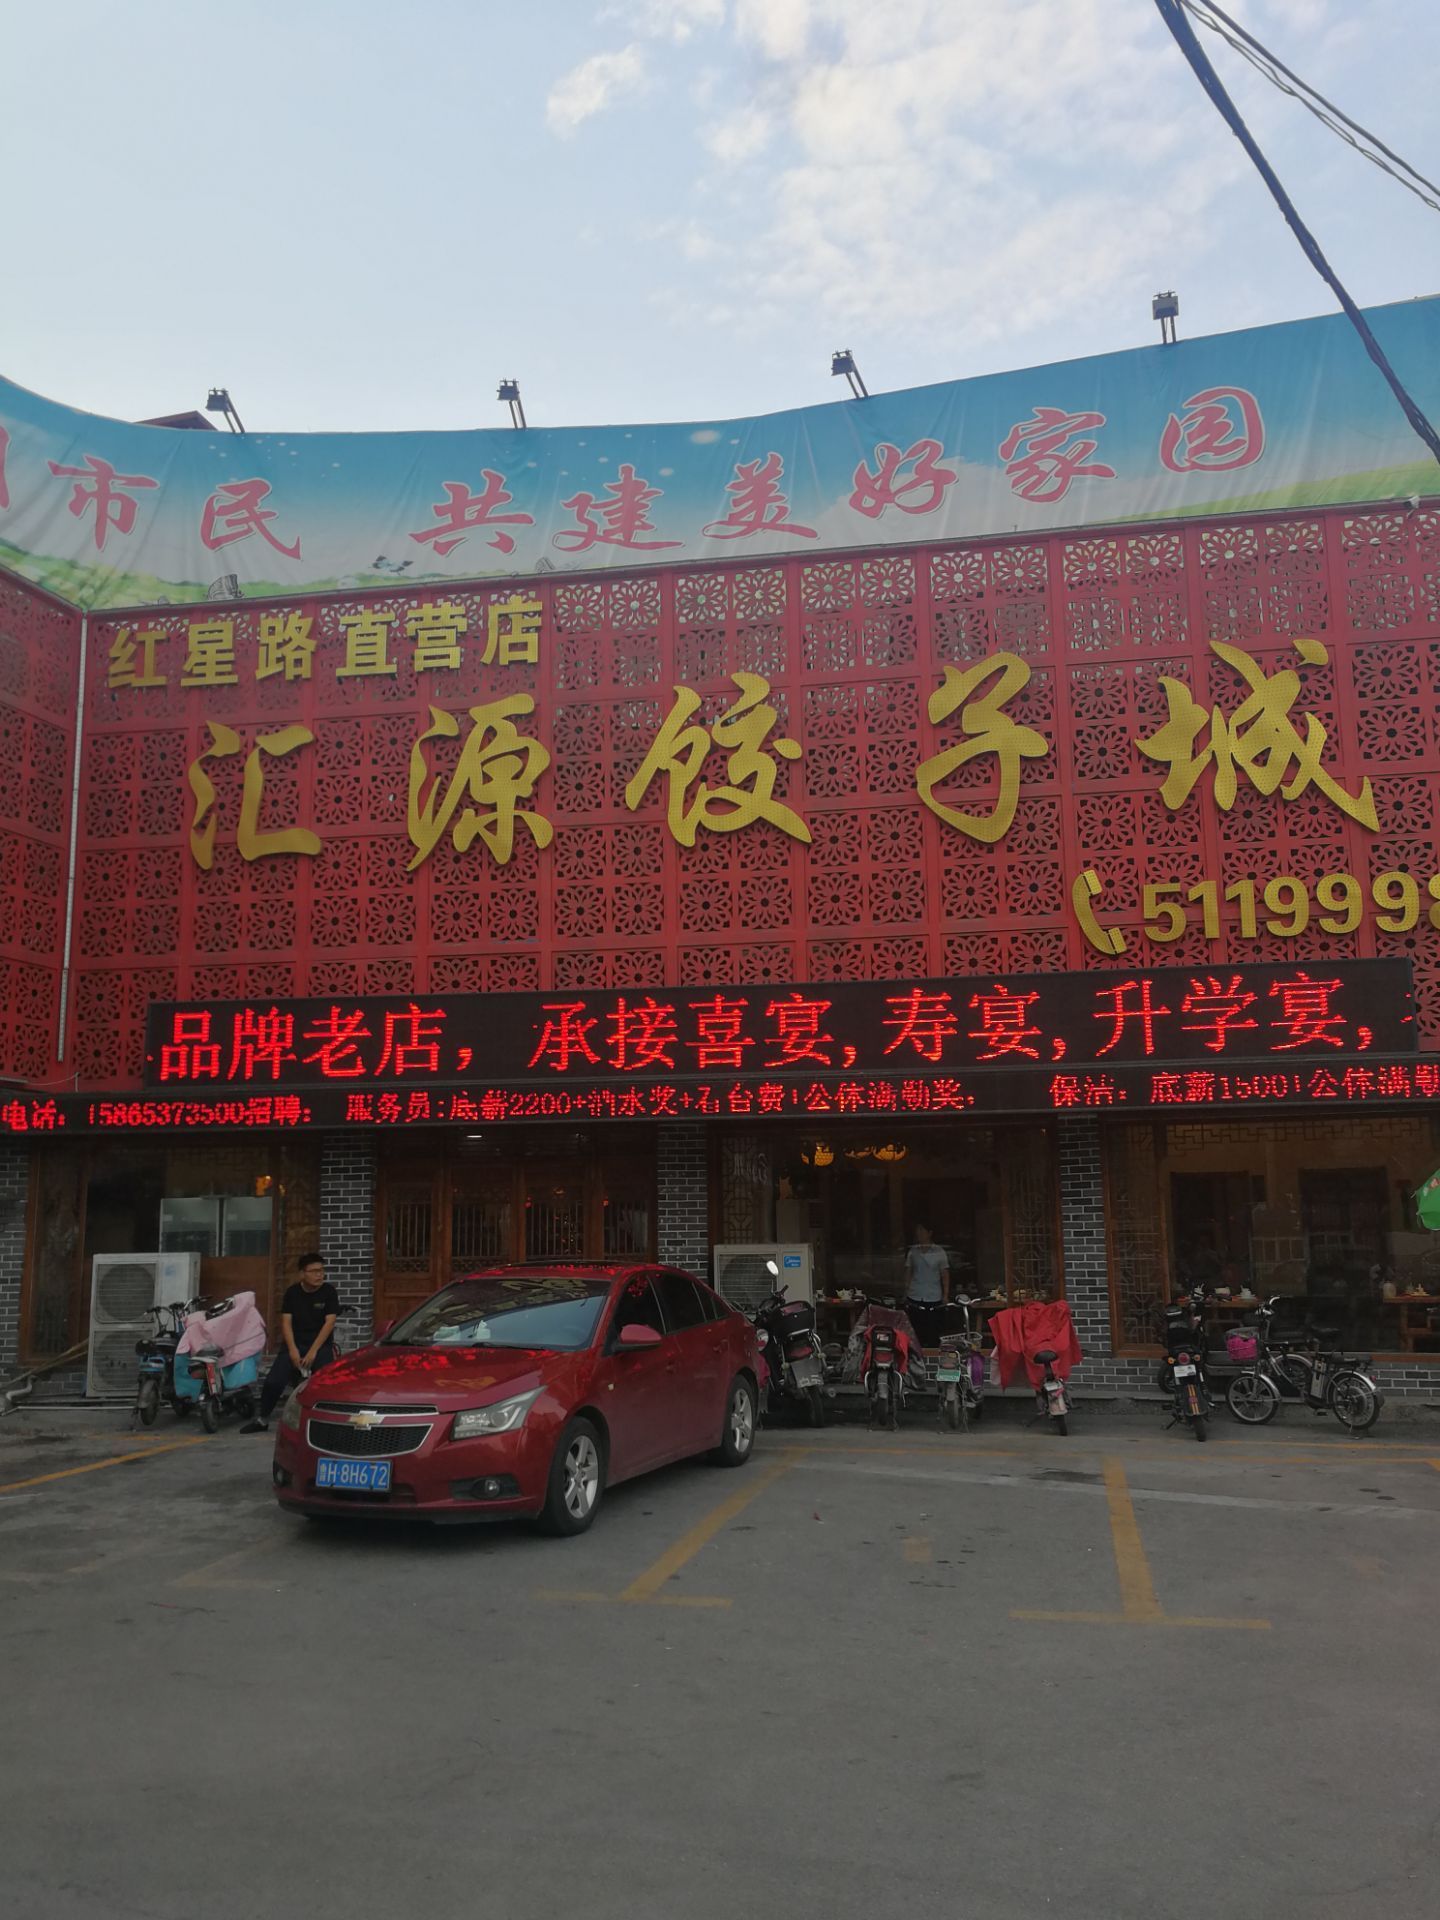 市民 共建美好家园
红星路直营店
汇源饺子城
5119998
品牌老店，承接喜宴，寿宴，升学宴，
电话：15865373500招聘： 服务员：底薪2200+酒水奖+石台费+公休满勤奖， 保洁：底薪1500+公休满勤
鲁H·8H672